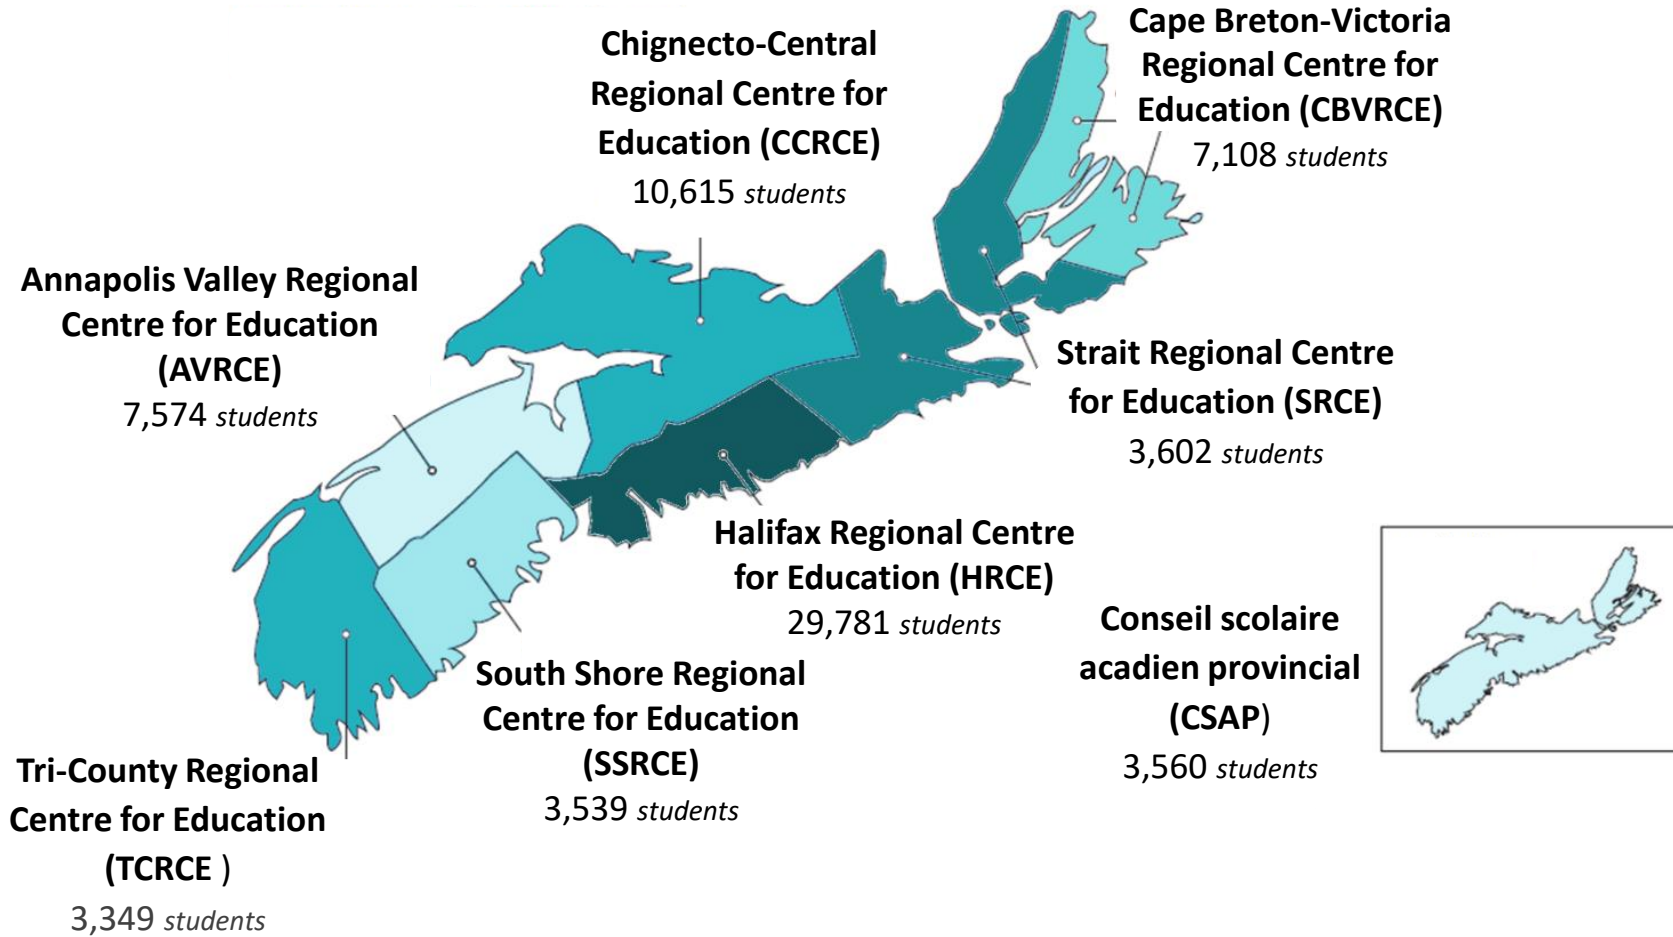 Chignecto-Central
Regional Centre for
Education (CCRCE)
10,615 students
Cape Breton-Victoria
Regional Centre for
Education (CBVRCE)
7,108 students
Annapolis Valley Regional
Centre for Education
(AVRCE)
7,574 students
Strait Regional Centre
for Education (SRCE)
3,602 students
Halifax Regional Centre
for Education (HRCE)
29,781 students
Conseil scolaire
acadien provincial
(CSAP)
3,560 students
South Shore Regional
Centre for Education
(SSRCE)
3,539 students
Tri-County Regional
Centre for Education
(TCRCE )
3,349 students